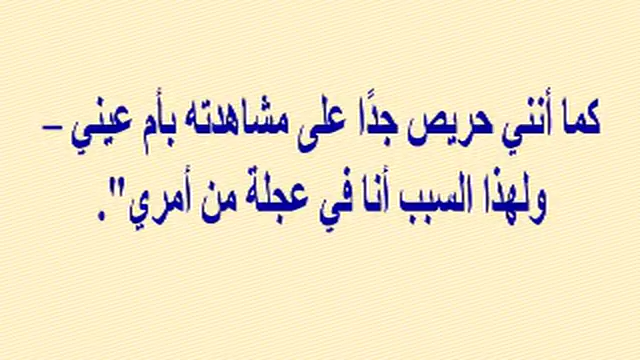 كما أنني حريص جدًا على مشاهدته بأم عيني –
ولهذا السبب أنا في عجلة من أمري".